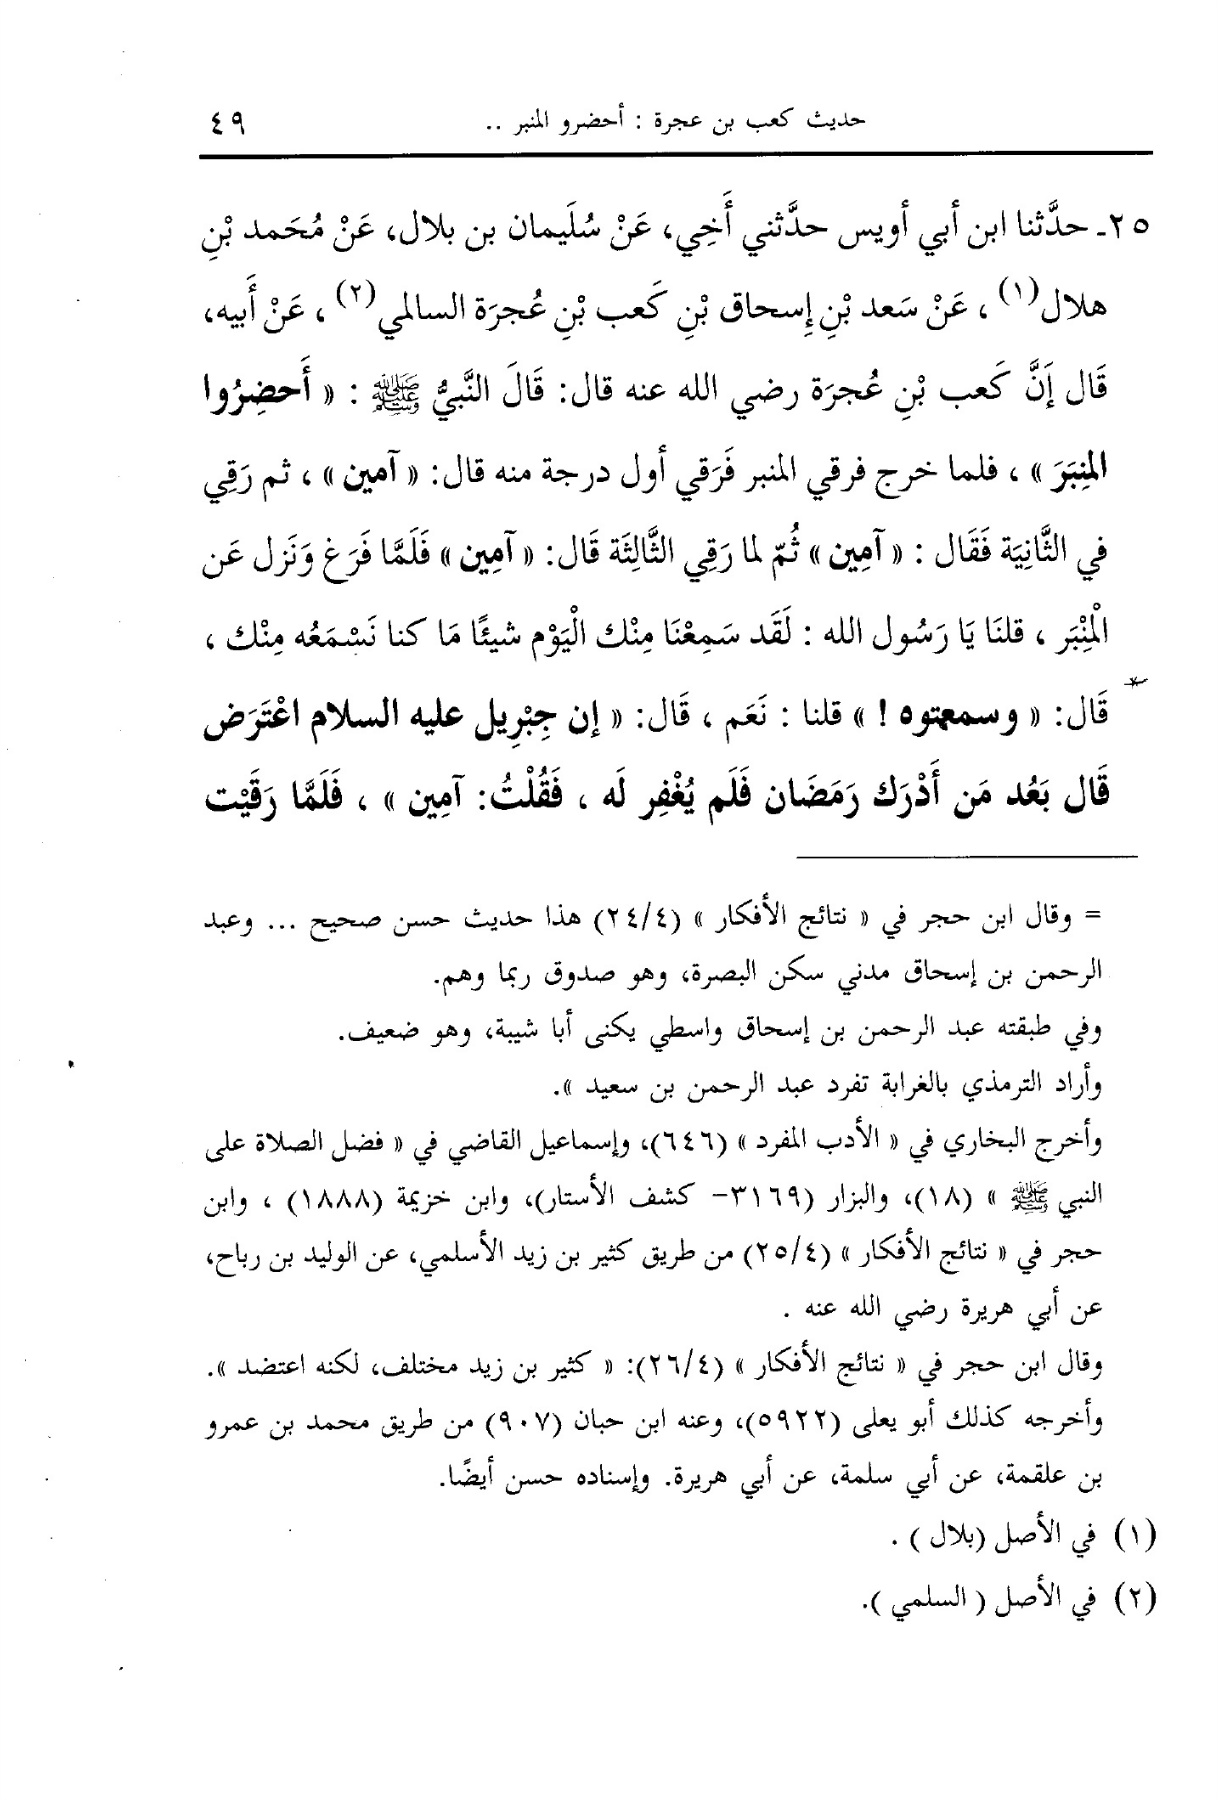 حديث كعب بن عجرة : أحضرو المنبر .. ٤٩
٢٥ـ حدَّثنا ابن أبي أويس حدَّثني أَخِي، عَنْ سُلَيمان بن بلال، عَنْ مُحَمد بْنِ
هلال(١) ، عَنْ سَعد بْنِ إِسحاق بْنِ كَعب بْنِ عُجرَة السالمي(٢) ، عَنْ أَبيه،
قَال إَنَّ كَعب بْنِ عُجرَة رضي الله عنه قال: قَالَ النَّبيُّ ﷺ : « أَحضِرُوا
المنِبَرَ » ، فلما خرج فرقي المنبر فَرَقي أول درجة منه قال: « آمين » ، ثم رَقِي
في الثَّانِيَة فَقَال : « آمِين » ثُمّ لما رَقِي الثَّالِثَة قَال: « آمِين » فَلَمَّا فَرَغ وَنَزل عَن
الْمِنْبَر ، قلنَا يَا رَسُول الله : لَقَد سَمِعْنَا مِنْك الْيَوْم شيئًا مَا كنا نَسْمَعُه مِنْك ،
قَال: « وسمعتوه ! » قلنا : نَعَم ، قَال: « إن جِبْرِيل عليه السلام اعْتَرَض
قَال بَعُد مَن أَدْرَك رَمَضَان فَلَم يُغْفِر لَه ، فَقُلْتُ: آمِين » ، فَلَمَّا رَقَيْت
= وقال ابن حجر في « نتائج الأفكار » (٢٤/٤) هذا حديث حسن صحيح ... وعبد
الرحمن بن إسحاق مدني سكن البصرة، وهو صدوق ربما وهم.
وفي طبقته عبد الرحمن بن إسحاق واسطي يكنى أبا شيبة، وهو ضعيف.
وأراد الترمذي بالغرابة تفرد عبد الرحمن بن سعيد ».
وأخرج البخاري في « الأدب المفرد » (٦٤٦)، وإسماعيل القاضي في « فضل الصلاة على
النبي ﷺ » (١٨)، والبزار (٣١٦٩- كشف الأستار)، وابن خزيمة (١٨٨٨) ، وابن
حجر في « نتائج الأفكار » (٢٥/٤) من طريق كثير بن زيد الأسلمي، عن الوليد بن رباح،
عن أبي هريرة رضي الله عنه .
وقال ابن حجر في « نتائج الأفكار » (٢٦/٤): « كثير بن زيد مختلف، لكنه اعتضد ».
وأخرجه كذلك أبو يعلى (٥٩٢٢)، وعنه ابن حبان (٩٠٧) من طريق محمد بن عمرو
بن علقمة، عن أبي سلمة، عن أبي هريرة. وإسناده حسن أيضًا.
(١) في الأصل (بلال ) .
(٢) في الأصل ( السلمي ).